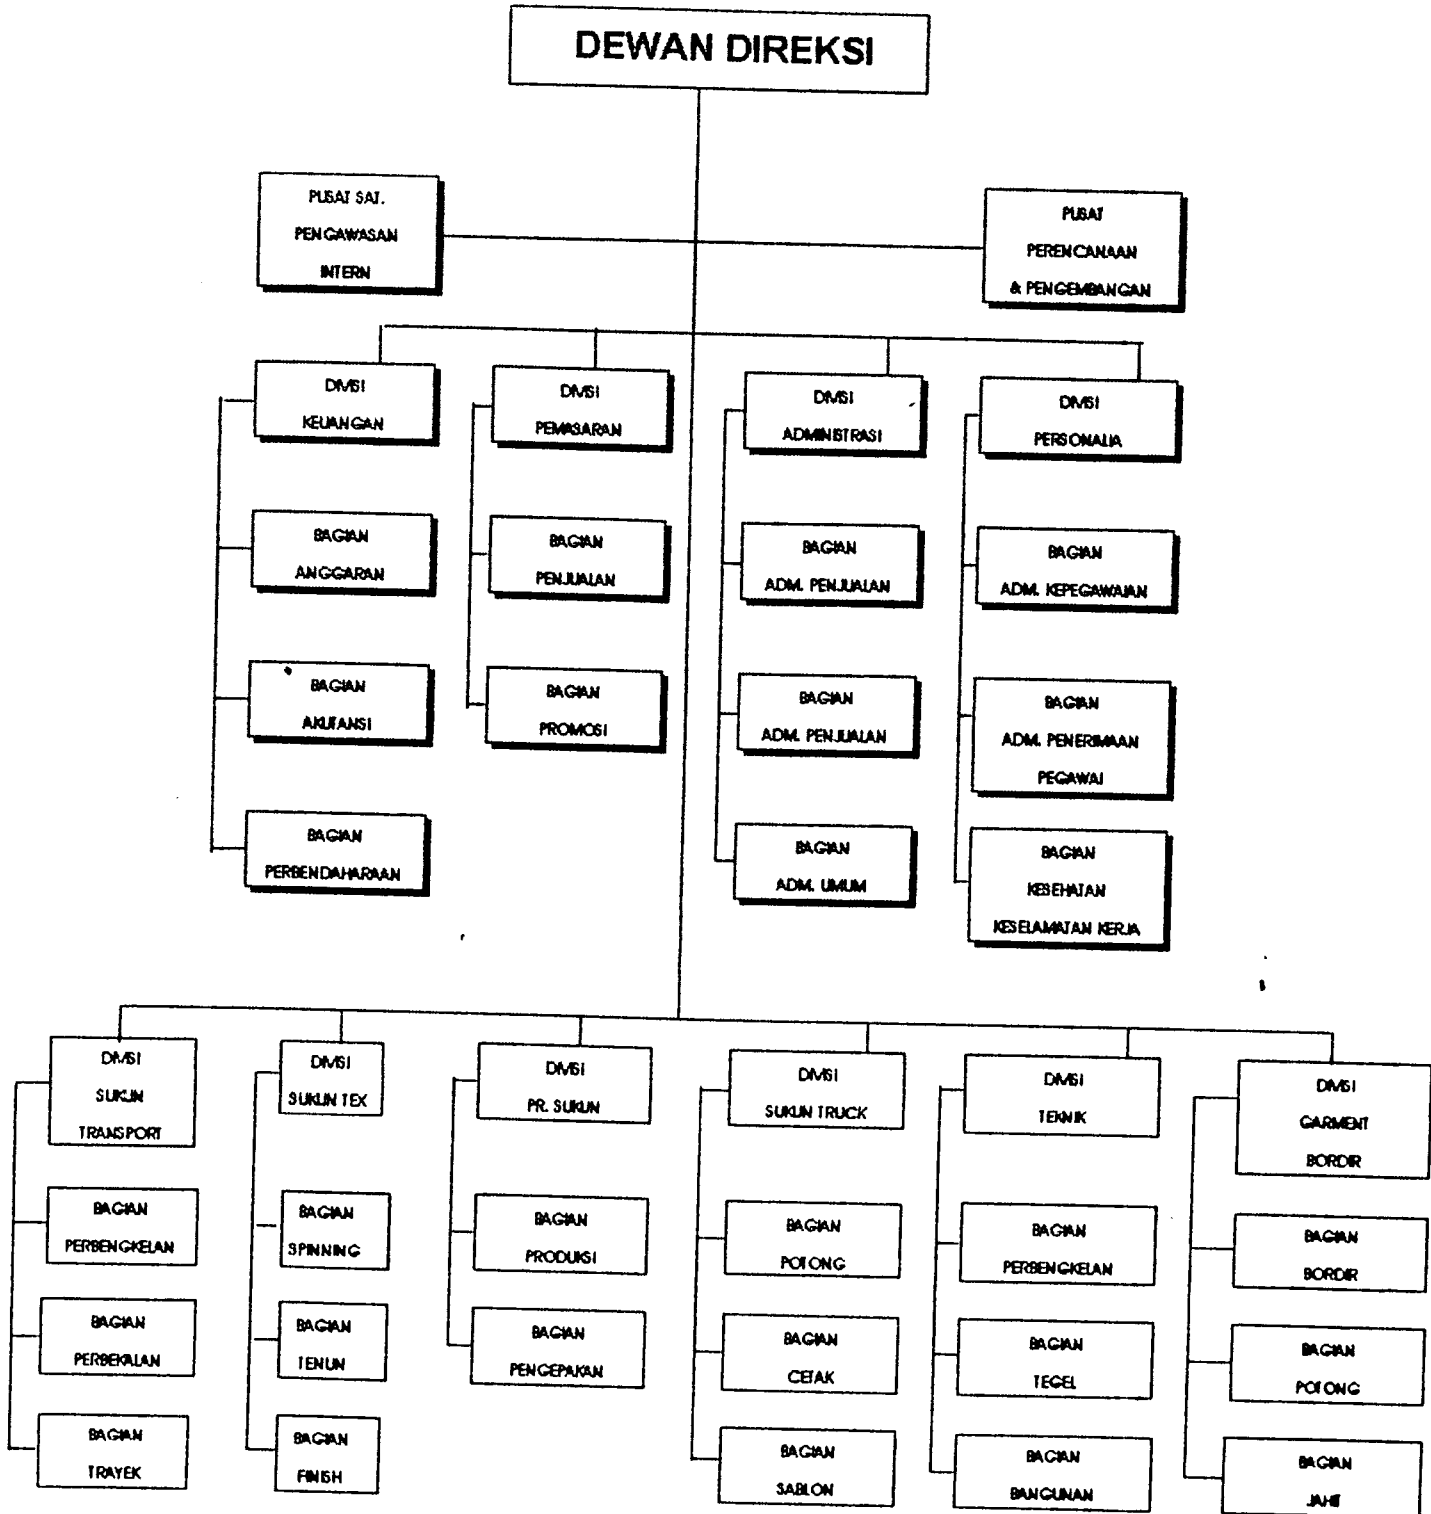 DEWAN DIREKSI
PUSAT SAT.
PENGAWASAN
INTERN
PUSAT
PERENCANAAN
& PENGEMBANGAN
DIVISI
KEUANGAN
DIVISI
PEMASARAN
DIVISI
ADMINISTRASI
DIVISI
PERSONALIA
BAGIAN
ANGGARAN
BAGIAN
PENJUALAN
BAGIAN
ADM. PENJUALAN
BAGIAN
ADM. KEPEGAWAIAN
BAGIAN
AKUTANSI
BAGIAN
PROMOSI
BAGIAN
ADM. PENJUALAN
BAGIAN
ADM. PENERIMAAN
PEGAWAI
BAGIAN
PERBENDAHARAAN
BAGIAN
ADM. UMUM
BAGIAN
KESEHATAN
KESELAMATAN KERJA
DIVISI
SUKUN
TRANSPORT
DIVISI
SUKUN TEX
DIVISI
PR. SUKUN
DIVISI
SUKUN TRUCK
DIVISI
TEKNIK
DIVISI
GARMENT
BORDIR
BAGIAN
PERBENGKELAN
BAGIAN
SPINNING
BAGIAN
PRODUKSI
BAGIAN
POTONG
BAGIAN
PERBENGKELAN
BAGIAN
BORDIR
BAGIAN
PERBEKALAN
BAGIAN
TENUN
BAGIAN
PENGEPAKAN
BAGIAN
CETAK
BAGIAN
TEGEL
BAGIAN
POTONG
BAGIAN
TRAYEK
BAGIAN
FINISH
BAGIAN
SABLON
BAGIAN
BANGUNAN
BAGIAN
JAHIT